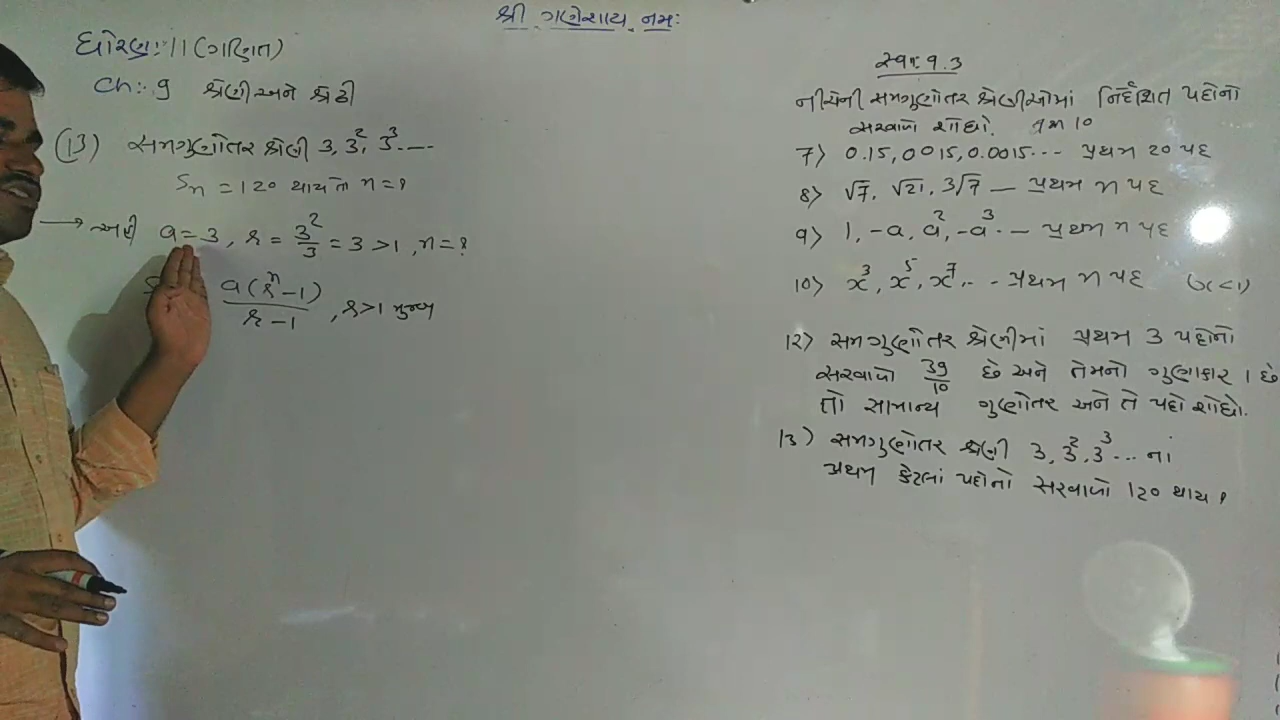 શ્રી ગણેશાય નમઃ
ધોરણઃ 11 (ગણિત)
Ch:- 9 શ્રેણી અને શ્રેઢી
(13) સમગુણોત્તર શ્રેણી 3, 3², 3³ ....
Sn = 120 થાય તો n = ?
→ અહીં a = 3, r = 3²/3 = 3 > 1, n = ?
a(rⁿ-1)/r-1 , r>1
સ્વા. 9.3
નીચેની સમગુણોત્તર શ્રેણીઓમાં નિર્દેશિત પદોનો
સરવાળો શોધો. 7 થી 10
7) 0.15, 0.015, 0.0015... પ્રથમ 20 પદ
8) √7, √21, 3√7 — પ્રથમ n પદ
9) 1, -a, a², -a³ .. — પ્રથમ n પદ
10) x³, x⁵, x⁷... પ્રથમ n પદ
12) સમગુણોત્તર શ્રેણીમાં પ્રથમ 3 પદોનો
સરવાળો 39/10 છે અને તેમનો ગુણાકાર 1 છે
તો સામાન્ય ગુણોત્તર અને તે પદો શોધો.
13) સમગુણોત્તર શ્રેણી 3, 3², 3³ ... નાં
પ્રથમ કેટલાં પદોનો સરવાળો 120 થાય ?